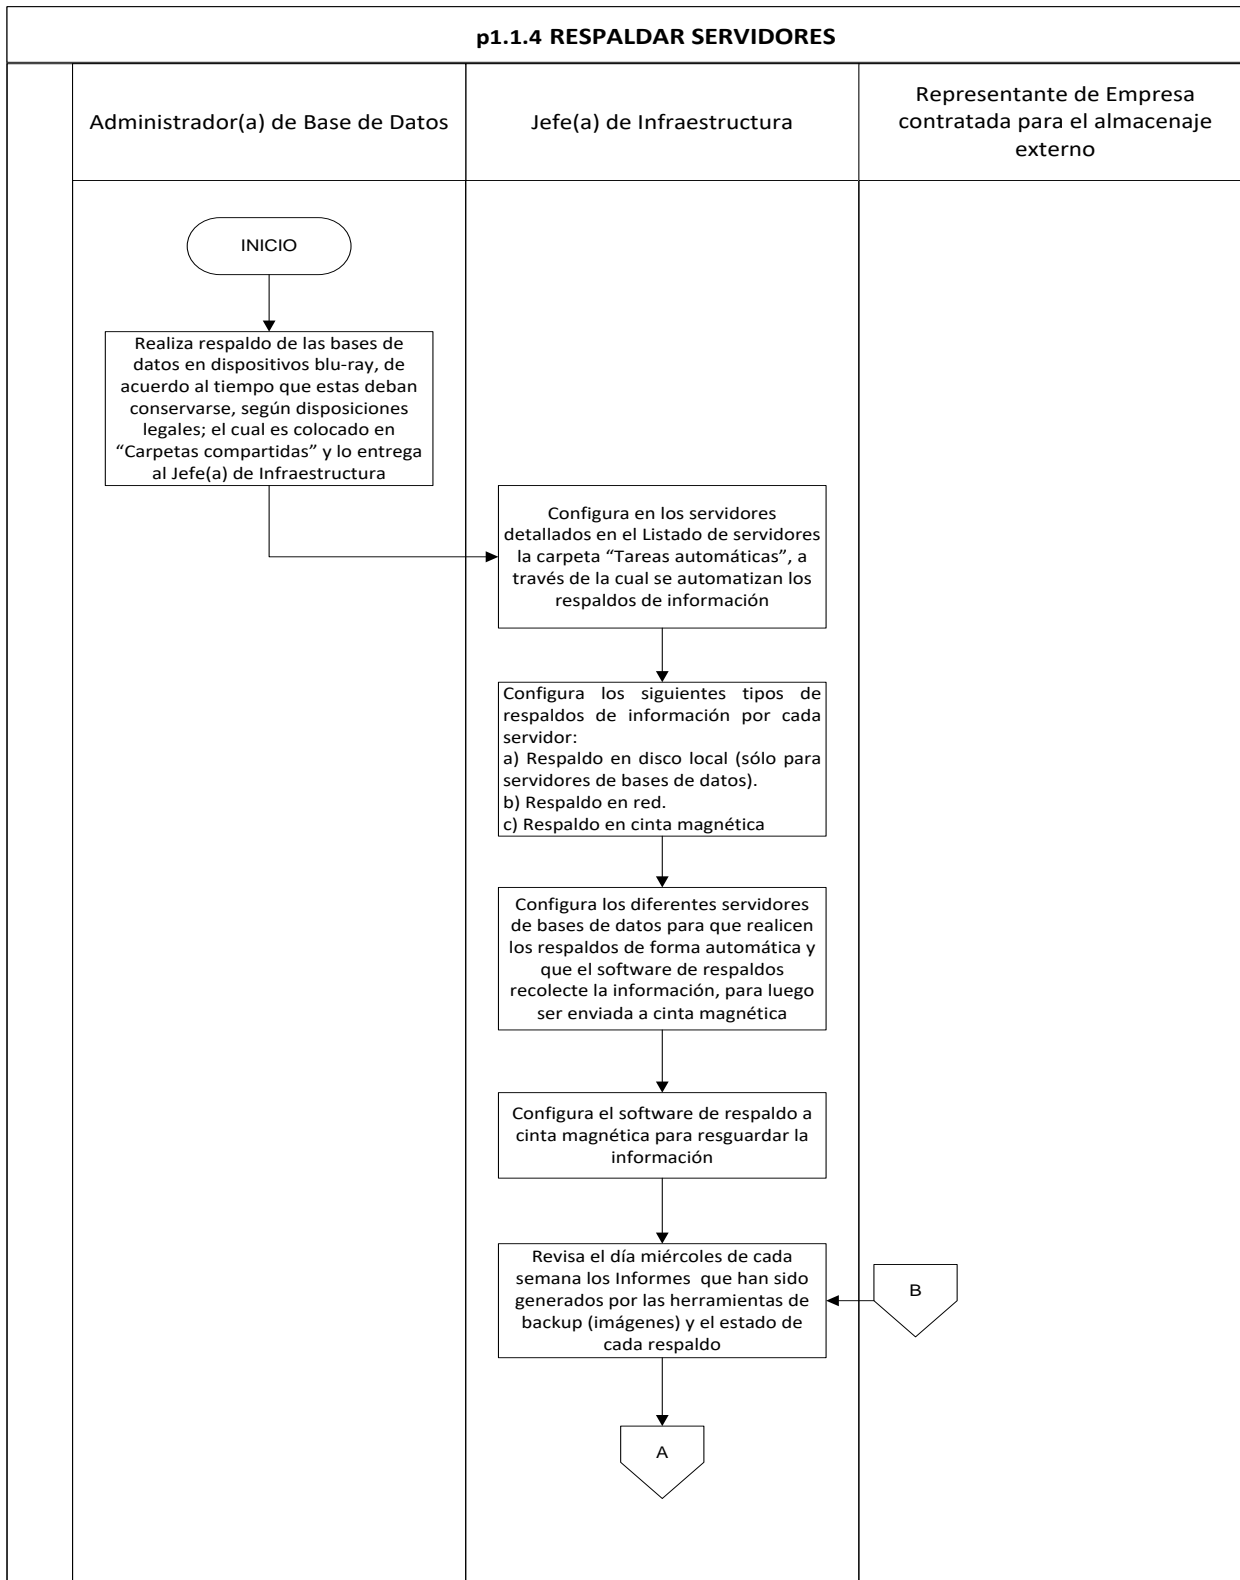 p1.1.4 RESPALDAR SERVIDORES
Administrador(a) de Base de Datos
Jefe(a) de Infraestructura
Representante de Empresa
contratada para el almacenaje
externo
INICIO
Realiza respaldo de las bases de
datos en dispositivos blu-ray, de
acuerdo al tiempo que estas deban
conservarse, según disposiciones
legales; el cual es colocado en
“Carpetas compartidas” y lo entrega
al Jefe(a) de Infraestructura
Configura en los servidores
detallados en el Listado de servidores
la carpeta “Tareas automáticas”, a
través de la cual se automatizan los
respaldos de información
Configura los siguientes tipos de
respaldos de información por cada
servidor:
a) Respaldo en disco local (sólo para
servidores de bases de datos).
b) Respaldo en red.
c) Respaldo en cinta magnética
Configura los diferentes servidores
de bases de datos para que realicen
los respaldos de forma automática y
que el software de respaldos
recolecte la información, para luego
ser enviada a cinta magnética
Configura el software de respaldo a
cinta magnética para resguardar la
información
Revisa el día miércoles de cada
semana los Informes que han sido
generados por las herramientas de
backup (imágenes) y el estado de
cada respaldo
B
A